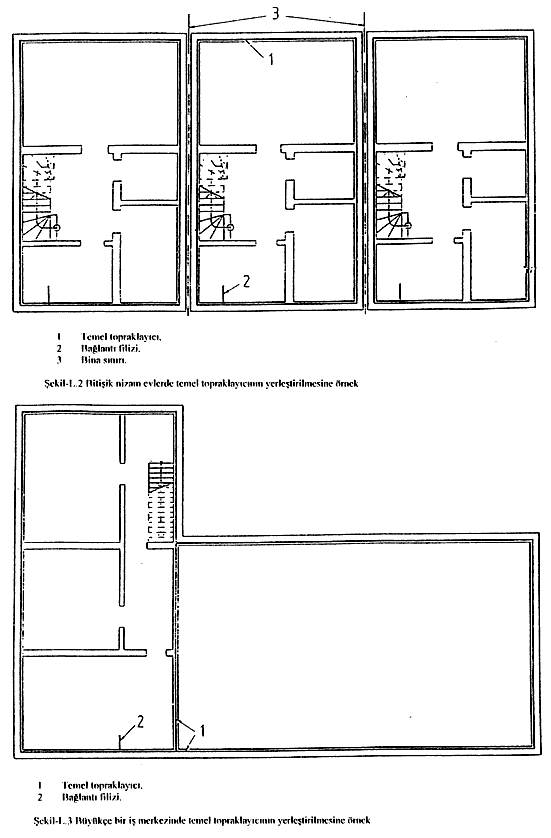 3
1
2
1 Temel topraklayıcı.
2 Bağlantı filizi.
3 Bina sınırı.
Şekil-L.2 Bitişik nizam evlerde temel topraklayıcının yerleştirilmesine örnek
2
1
1 Temel topraklayıcı.
2 Bağlantı filizi.
Şekil-L.3 Büyükçe bir iş merkezinde temel topraklayıcının yerleştirilmesine örnek